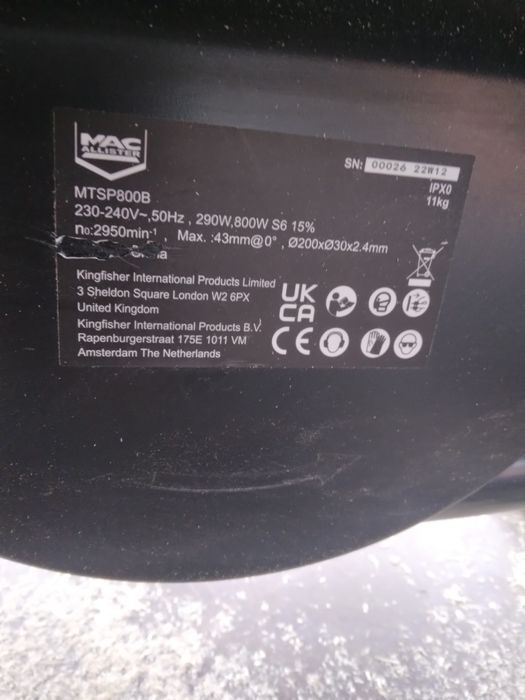 MAC
ALLISTER
SN: 00026 22W12
IPX0
11kg
MTSP800B
230-240V~,50Hz , 290W,800W S6 15%
n₀:2950min⁻¹ , Max. :43mm@0° , Ø200xØ30x2.4mm
Kingfisher International Products Limited
3 Sheldon Square London W2 6PX
United Kingdom
Kingfisher International Products B.V.
Rapenburgerstraat 175E 1011 VM
Amsterdam The Netherlands
UK
CA
CE